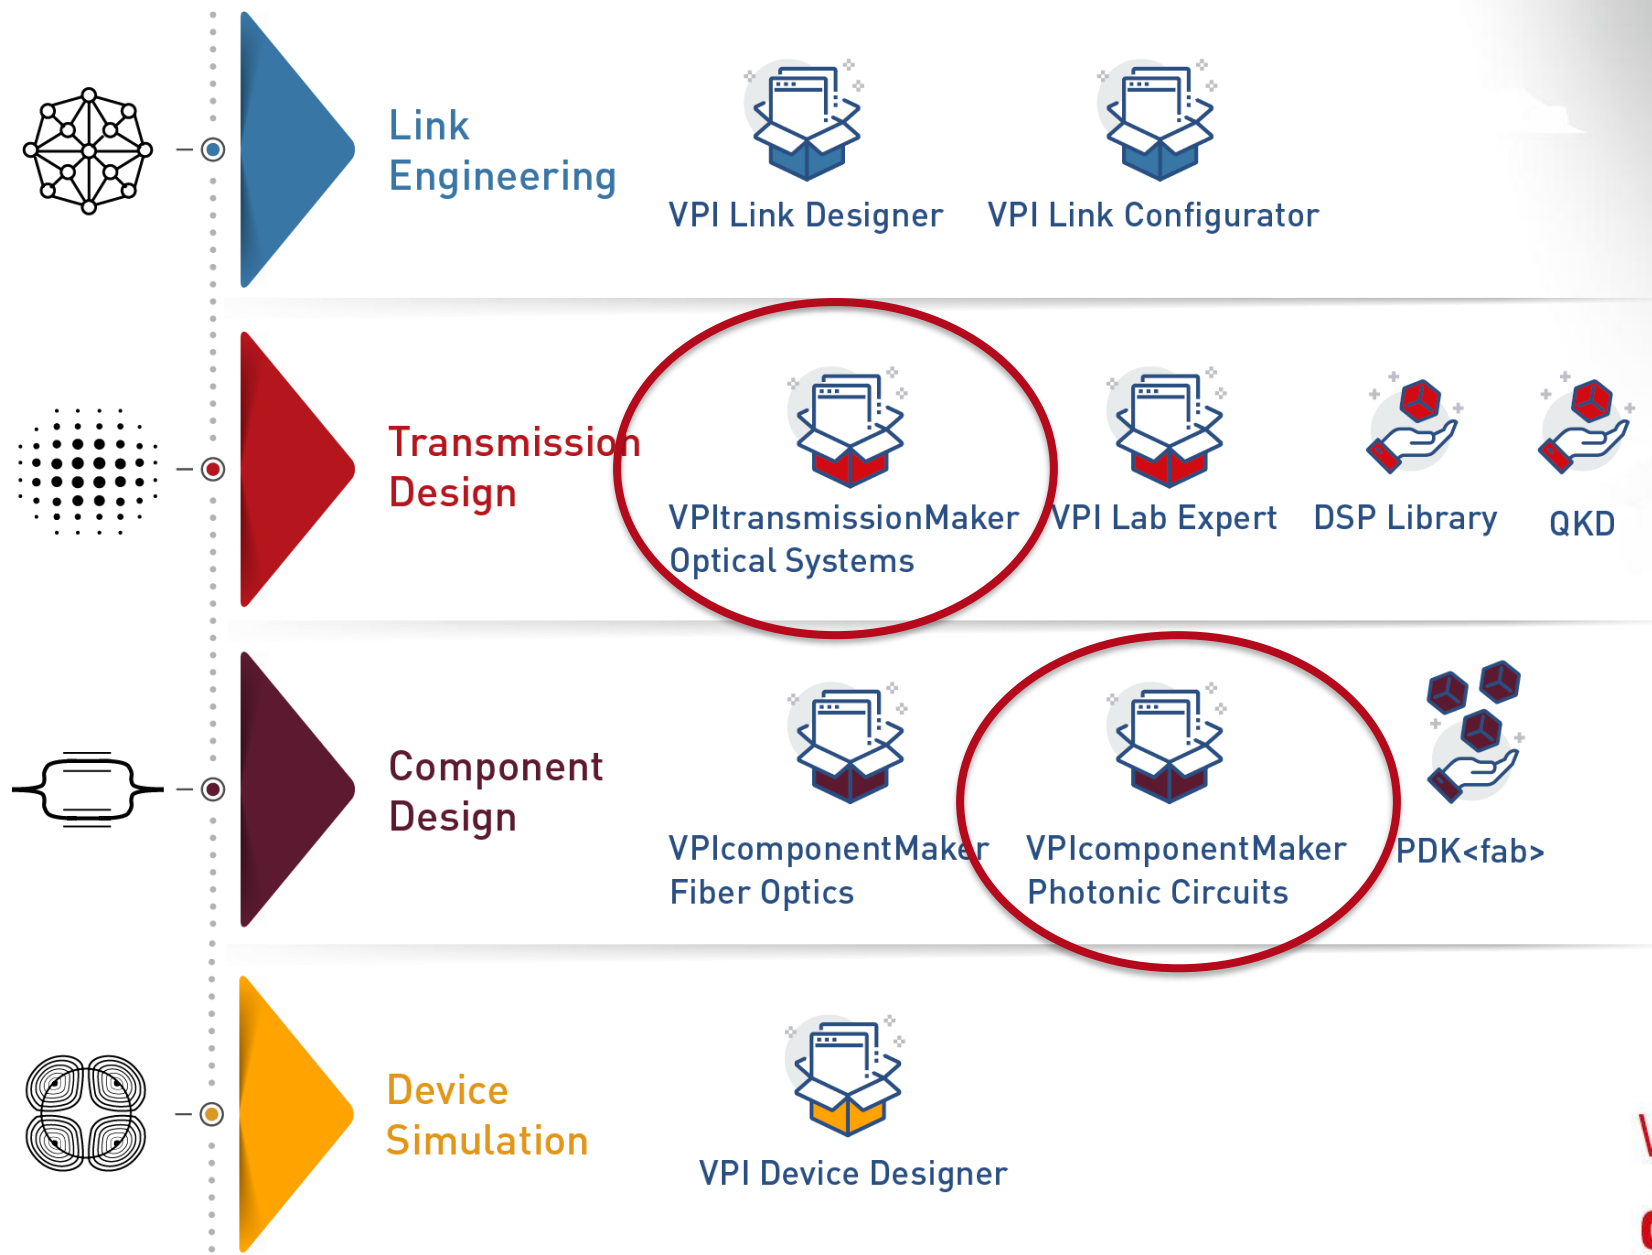 Link
Engineering
VPI Link Designer
VPI Link Configurator
Transmission
Design
VPItransmissionMaker
Optical Systems
VPI Lab Expert
DSP Library
QKD
Component
Design
VPIcomponentMaker
Fiber Optics
VPIcomponentMaker
Photonic Circuits
PDK<fab>
Device
Simulation
VPI Device Designer